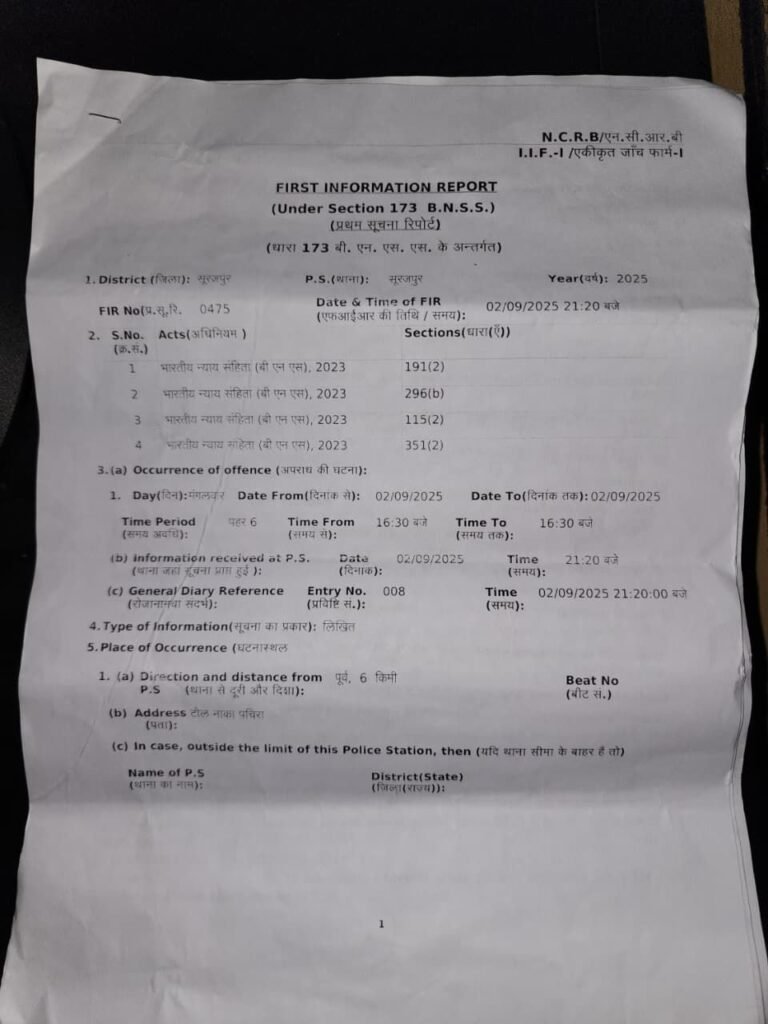 N.C.R.B/एन.सी.आर.बी
I.I.F.-I /एकीकृत जाँच फार्म-I
FIRST INFORMATION REPORT
(Under Section 173 B.N.S.S.)
(प्रथम सूचना रिपोर्ट)
(धारा 173 बी. एन. एस. एस. के अन्तर्गत)
1. District (जिला): सूरजपुर P.S.(थाना): सूरजपुर Year(वर्ष): 2025
FIR No(प्र.सू.रि. 0475 Date & Time of FIR 02/09/2025 21:20 बजे
(एफआईआर की तिथि / समय):
2. S.No. Acts(अधिनियम ) Sections(धारा(एँ))
(क्र.स.)
1 भारतीय न्याय संहिता (बी एन एस), 2023 191(2)
2 भारतीय न्याय संहिता (बी एन एस), 2023 296(b)
3 भारतीय न्याय संहिता (बी एन एस), 2023 115(2)
4 भारतीय न्याय संहिता (बी एन एस), 2023 351(2)
3.(a) Occurrence of offence (अपराध की घटना):
1. Day(दिन):मंगलवार Date From(दिनांक से): 02/09/2025 Date To(दिनांक तक): 02/09/2025
Time Period पहर 6 Time From 16:30 बजे Time To 16:30 बजे
(समय अवधि): (समय से): (समय तक):
(b) Information received at P.S. Date 02/09/2025 Time 21:20 बजे
(थाना जहां सूचना प्राप्त हुई ): (दिनांक): (समय):
(c) General Diary Reference Entry No. 008 Time 02/09/2025 21:20:00 बजे
(रोजनामचा संदर्भ): (प्रविष्टि सं.): (समय):
4. Type of Information(सूचना का प्रकार): लिखित
5. Place of Occurrence (घटनास्थल
1. (a) Direction and distance from पूर्व, 6 किमी Beat No
P.S (थाना से दूरी और दिशा): (बीट सं.)
(b) Address टोल नाका पचिरा
(पता):
(c) In case, outside the limit of this Police Station, then (यदि थाना सीमा के बाहर हैं तो)
Name of P.S District(State)
(थाना का नाम): (जिला(राज्य)):
1